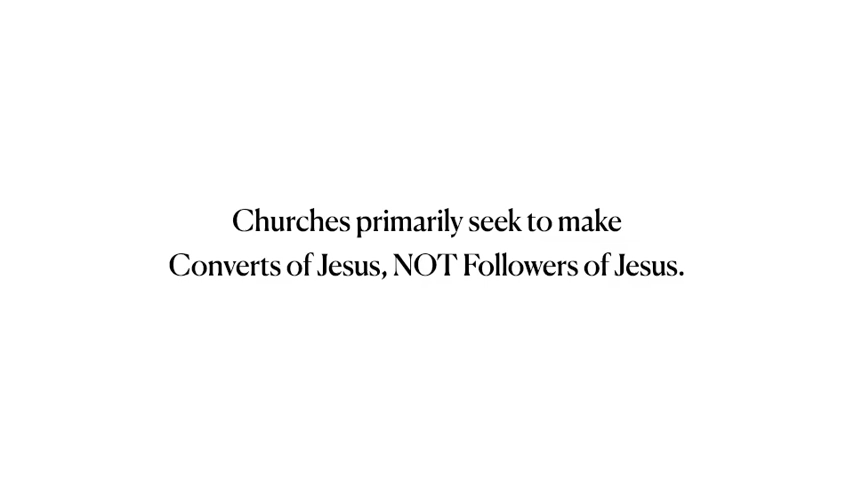 Churches primarily seek to make
Converts of Jesus, NOT Followers of Jesus.